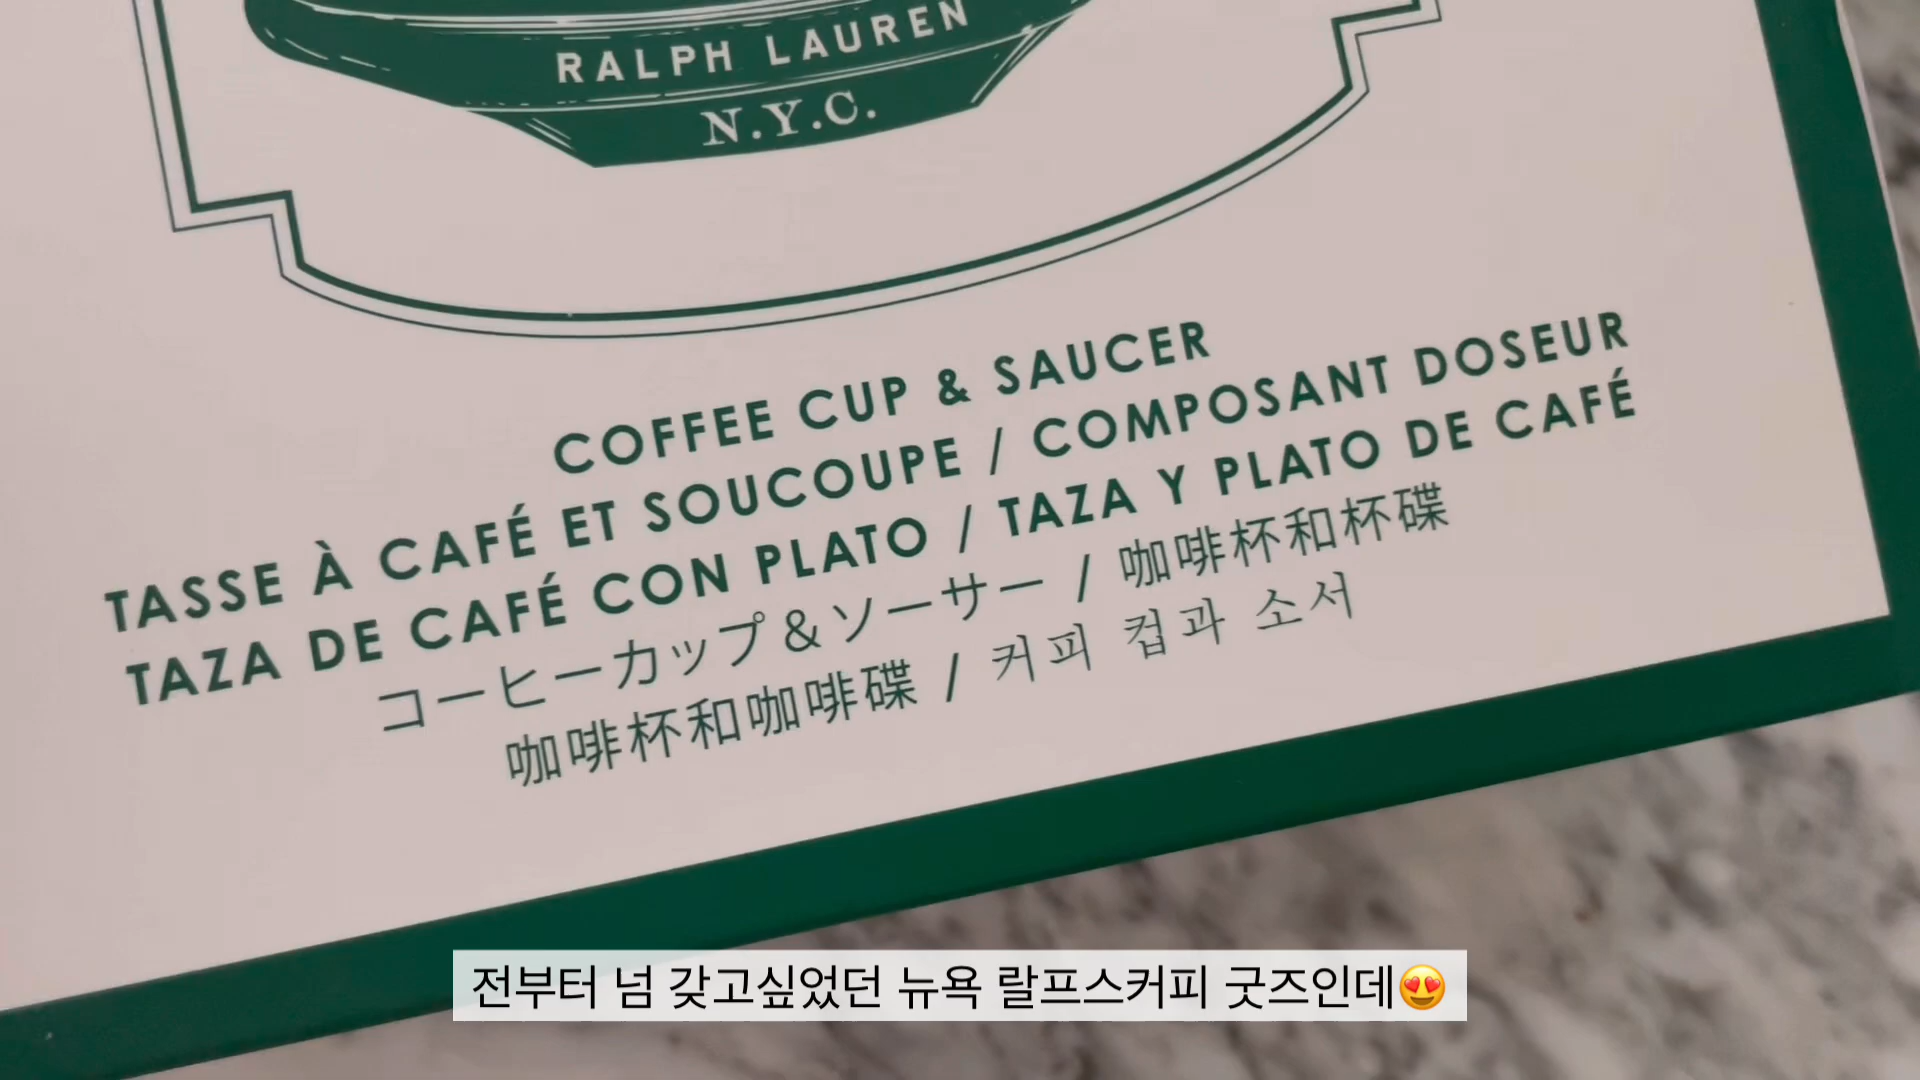 RALPH LAUREN
N.Y.C.
COFFEE CUP & SAUCER
TASSE À CAFÉ ET SOUCOUPE / COMPOSANT DOSEUR
TAZA DE CAFÉ CON PLATO / TAZA Y PLATO DE CAFÉ
コーヒーカップ&ソーサー / 咖啡杯和杯碟
咖啡杯和咖啡碟 / 커피 컵과 소서
전부터 넘 갖고싶었던 뉴욕 랄프스커피 굿즈인데😍